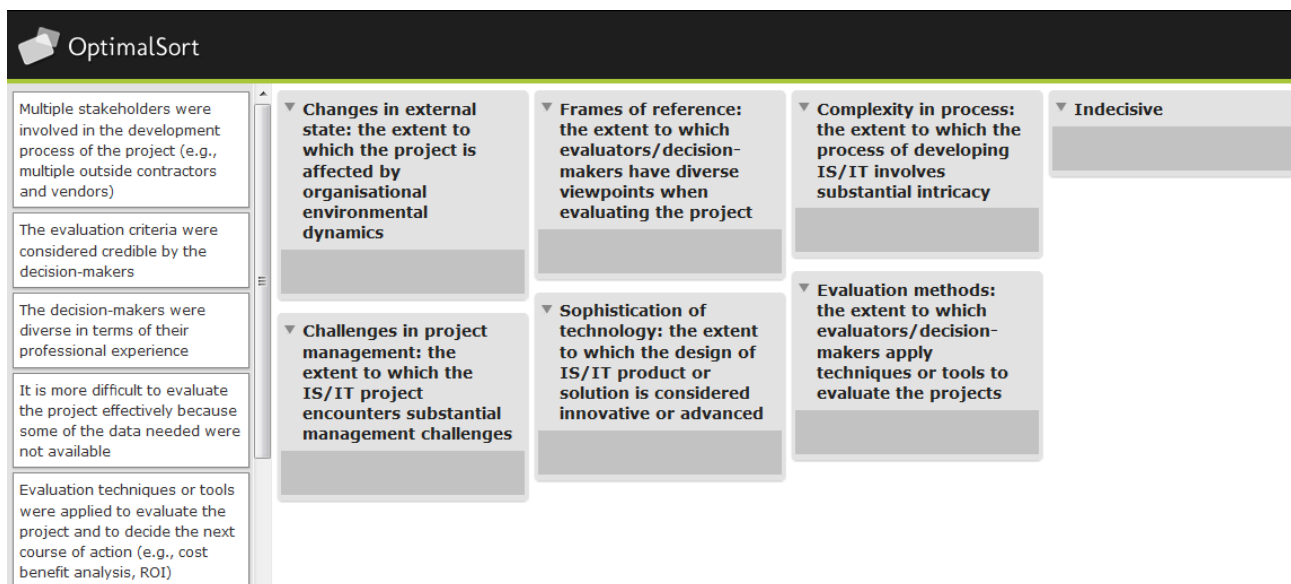 OptimalSort
Multiple stakeholders were
involved in the development
process of the project (e.g.,
multiple outside contractors
and vendors)
The evaluation criteria were
considered credible by the
decision-makers
The decision-makers were
diverse in terms of their
professional experience
It is more difficult to evaluate
the project effectively because
some of the data needed were
not available
Evaluation techniques or tools
were applied to evaluate the
project and to decide the next
course of action (e.g., cost
benefit analysis, ROI)
Changes in external
state: the extent to
which the project is
affected by
organisational
environmental
dynamics
Challenges in project
management: the
extent to which the
IS/IT project
encounters substantial
management challenges
Frames of reference:
the extent to which
evaluators/decision-
makers have diverse
viewpoints when
evaluating the project
Sophistication of
technology: the extent
to which the design of
IS/IT product or
solution is considered
innovative or advanced
Complexity in process:
the extent to which the
process of developing
IS/IT involves
substantial intricacy
Evaluation methods:
the extent to which
evaluators/decision-
makers apply
techniques or tools to
evaluate the projects
Indecisive